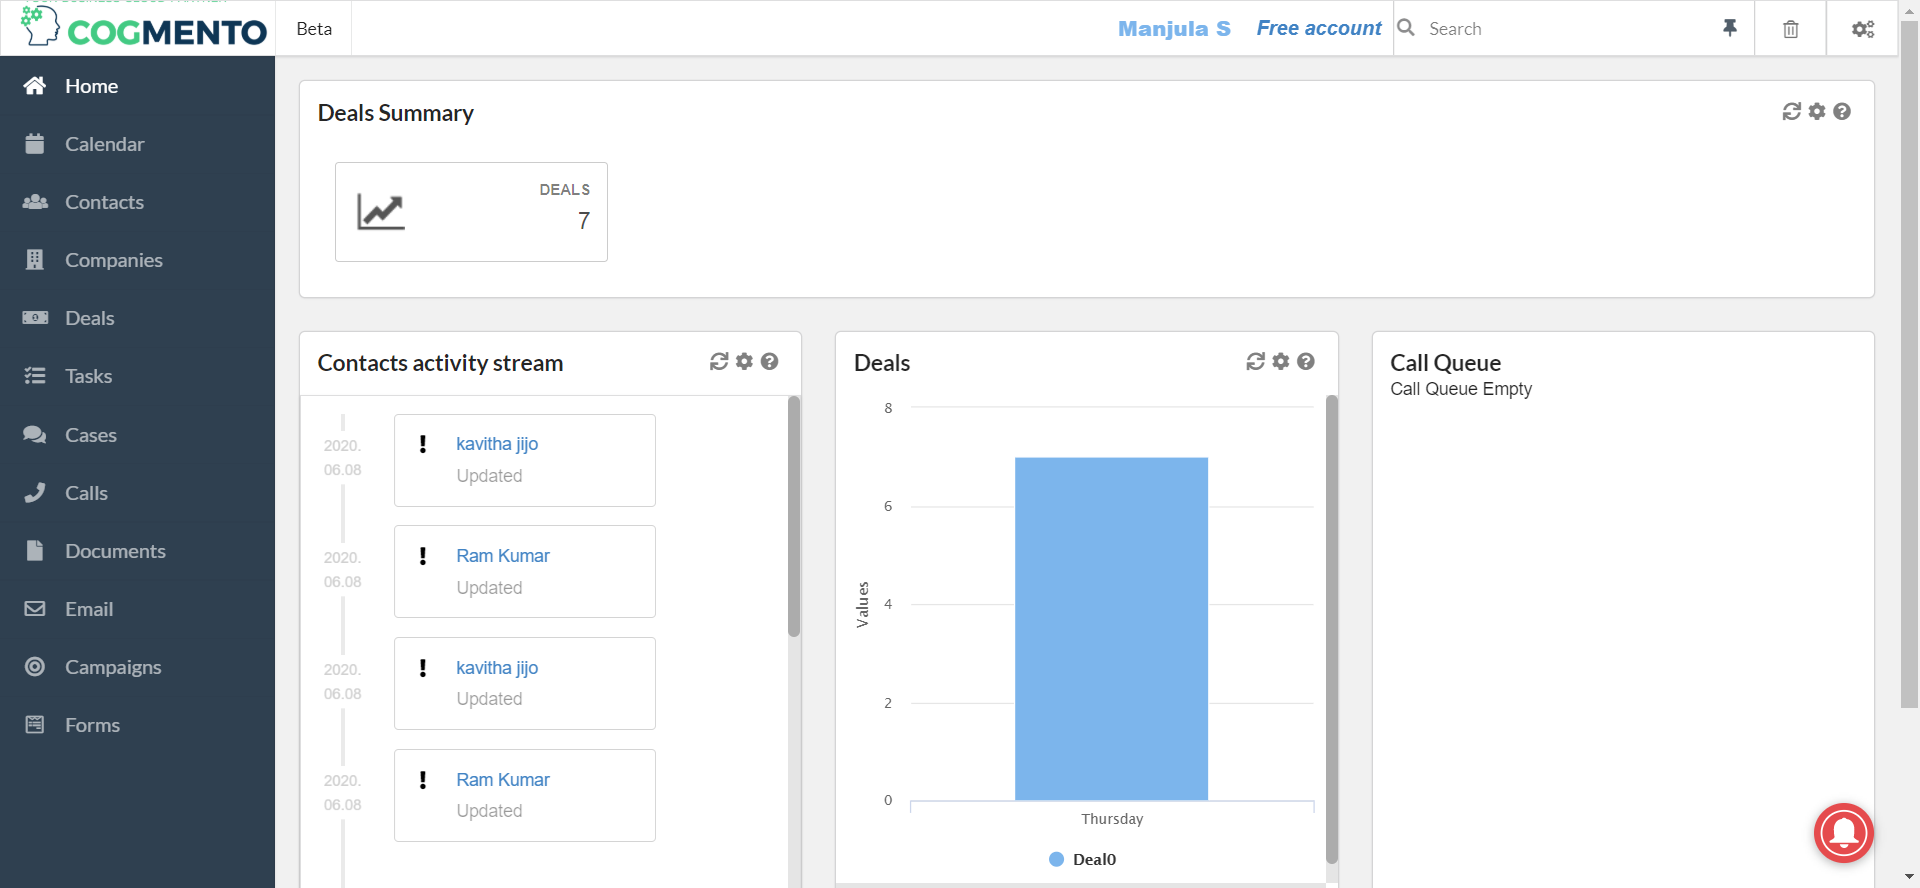 COGMENTO
Beta
Manjula S
Free account
Search
Home
Calendar
Contacts
Companies
Deals
Tasks
Cases
Calls
Documents
Email
Campaigns
Forms
Deals Summary
DEALS
7
Contacts activity stream
2020.
06.08
kavitha jijo
Updated
2020.
06.08
Ram Kumar
Updated
2020.
06.08
kavitha jijo
Updated
2020.
06.08
Ram Kumar
Updated
Deals
8
6
4
2
0
Values
Thursday
Deal0
Call Queue
Call Queue Empty